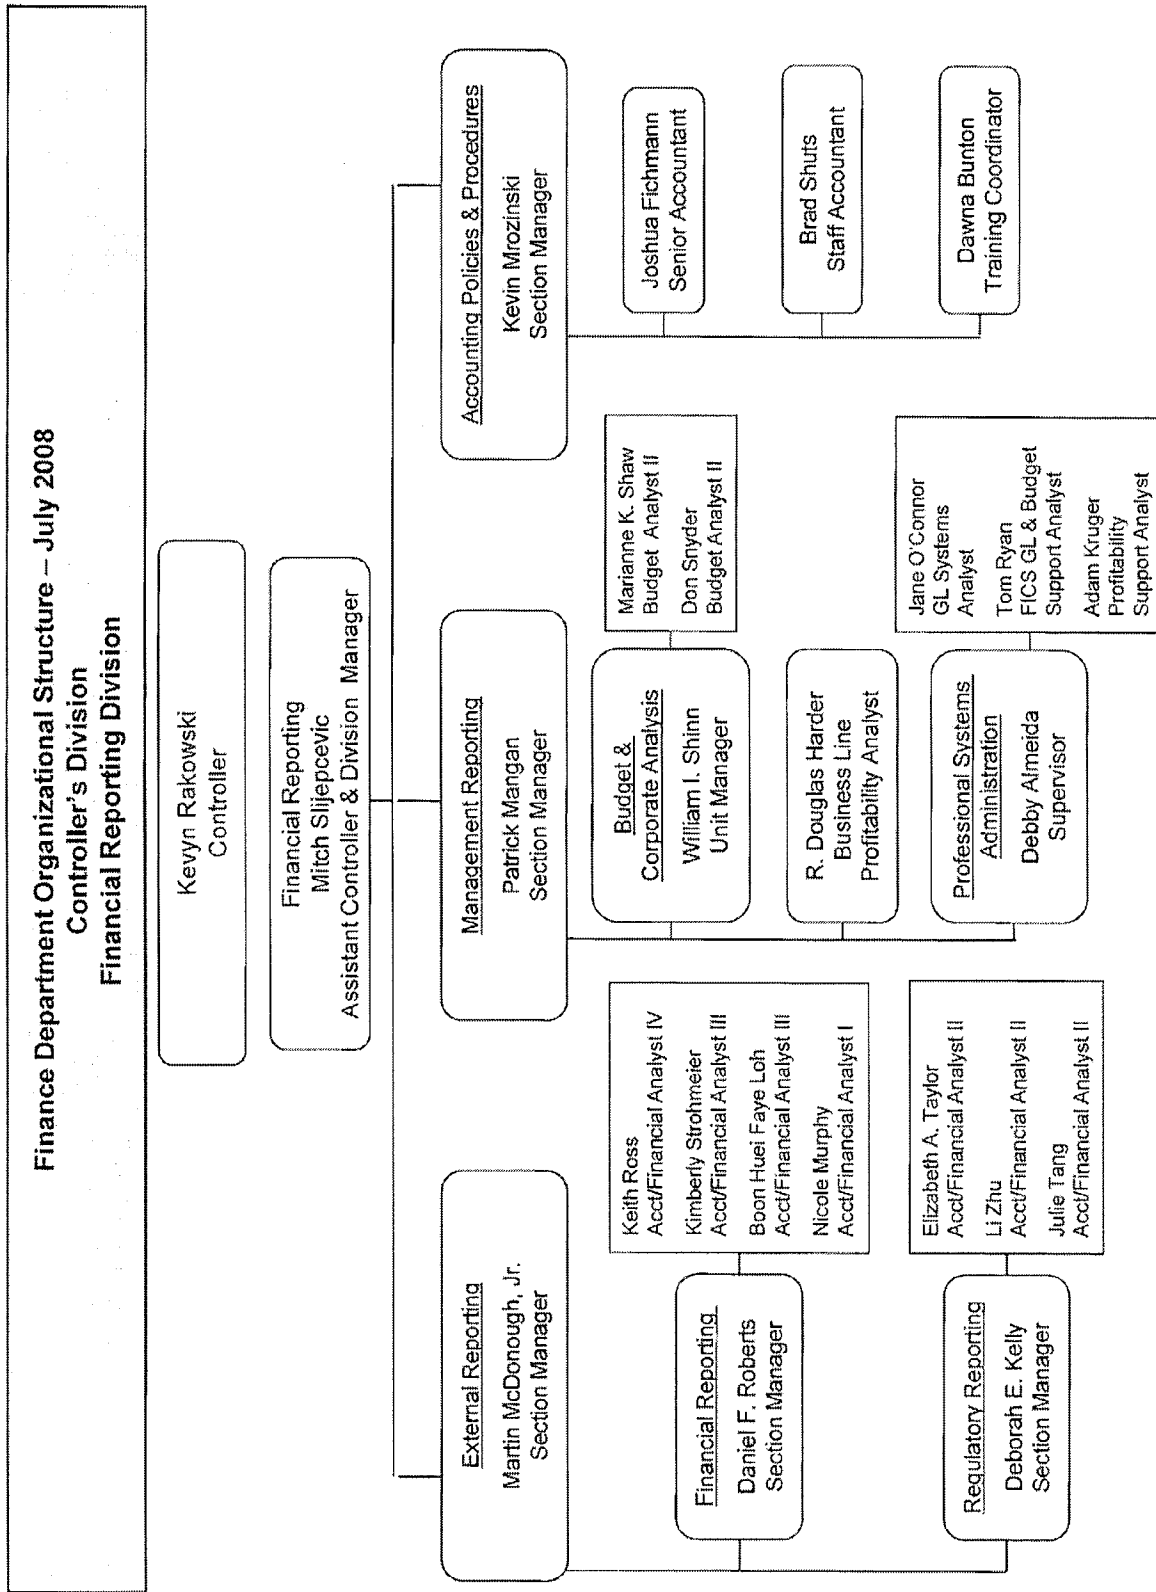 Finance Department Organizational Structure – July 2008
Controller's Division
Financial Reporting Division
Kevyn Rakowski
Controller
Financial Reporting
Mitch Slijepcevic
Assistant Controller & Division Manager
External Reporting
Martin McDonough, Jr.
Section Manager
Financial Reporting
Daniel F. Roberts
Section Manager
Keith Ross
Acct/Financial Analyst IV
Kimberly Strohmeier
Acct/Financial Analyst III
Boon Huei Faye Loh
Acct/Financial Analyst III
Nicole Murphy
Acct/Financial Analyst I
Regulatory Reporting
Deborah E. Kelly
Section Manager
Elizabeth A. Taylor
Acct/Financial Analyst II
Li Zhu
Acct/Financial Analyst II
Julie Tang
Acct/Financial Analyst II
Management Reporting
Patrick Mangan
Section Manager
Budget &
Corporate Analysis
William I. Shinn
Unit Manager
Marianne K. Shaw
Budget Analyst II
Don Snyder
Budget Analyst II
R. Douglas Harder
Business Line
Profitability Analyst
Professional Systems
Administration
Debby Almeida
Supervisor
Jane O'Connor
GL Systems
Analyst
Tom Ryan
FICS GL & Budget
Support Analyst
Adam Kruger
Profitability
Support Analyst
Accounting Policies & Procedures
Kevin Mrozinski
Section Manager
Joshua Fichmann
Senior Accountant
Brad Shuts
Staff Accountant
Dawna Bunton
Training Coordinator